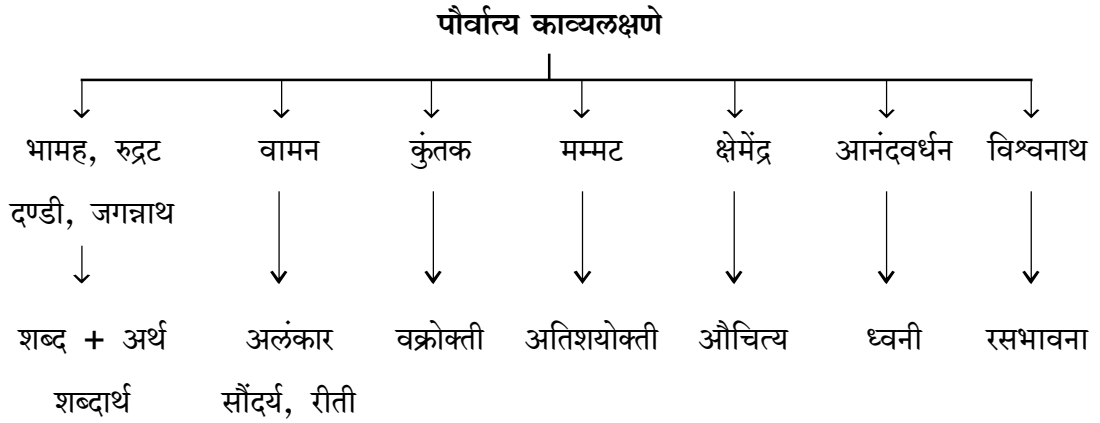 पौर्वात्य काव्यलक्षणे
भामह, रुद्रट वामन कुंतक मम्मट क्षेमेंद्र आनंदवर्धन विश्वनाथ
दण्डी, जगन्नाथ
शब्द + अर्थ अलंकार वक्रोक्ती अतिशयोक्ती औचित्य ध्वनी रसभावना
शब्दार्थ सौंदर्य, रीती